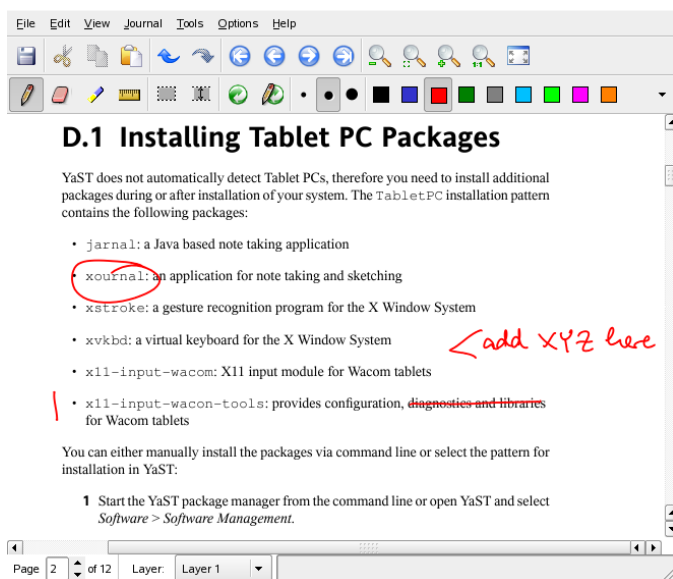 File Edit View Journal Tools Options Help
D.1 Installing Tablet PC Packages
YaST does not automatically detect Tablet PCs, therefore you need to install additional
packages during or after installation of your system. The TabletPC installation pattern
contains the following packages:
• jarnal: a Java based note taking application
• xournal: an application for note taking and sketching
• xstroke: a gesture recognition program for the X Window System
• xvkbd: a virtual keyboard for the X Window System
add XYZ here
• x11-input-wacom: X11 input module for Wacom tablets
• x11-input-wacon-tools: provides configuration, diagnostics and libraries
for Wacom tablets
You can either manually install the packages via command line or select the pattern for
installation in YaST:
1 Start the YaST package manager from the command line or open YaST and select
Software > Software Management.
Page 2 of 12 Layer: Layer 1